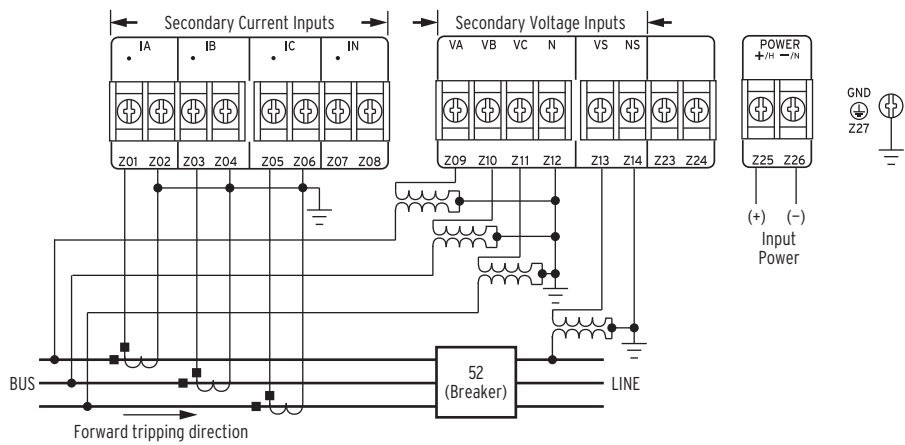 Secondary Current Inputs
Secondary Voltage Inputs
IA IB IC IN
VA VB VC N VS NS
POWER
+/H −/N
GND
Z27
Z01 Z02 Z03 Z04 Z05 Z06 Z07 Z08
Z09 Z10 Z11 Z12 Z13 Z14 Z23 Z24
Z25 Z26
(+) (−)
Input
Power
BUS
52
(Breaker)
LINE
Forward tripping direction